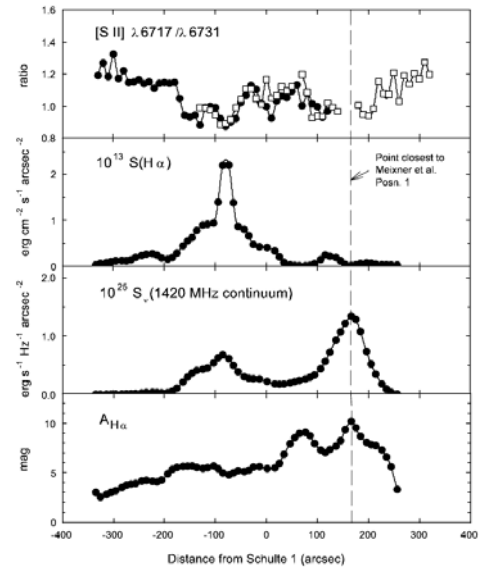 [S II] λ 6717 / λ 6731
1.6
1.4
1.2
1.0
0.8
ratio
10¹³ S(Hα)
2
1
0
erg cm⁻² s⁻¹ arcsec⁻²
Point closest to
Meixner et al.
Posn. 1
10²⁵ Sᵥ(1420 MHz continuum)
2.0
1.0
0.0
erg s⁻¹ Hz⁻¹ arcsec⁻²
A_Hα
10
5
0
mag
-400 -300 -200 -100 0 100 200 300 400
Distance from Schulte 1 (arcsec)